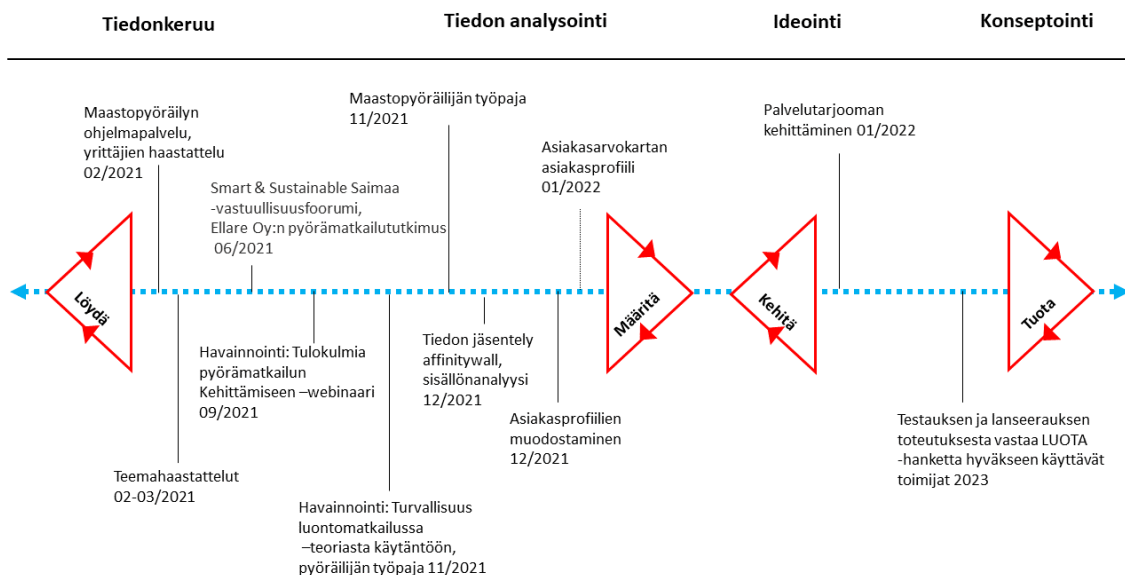 Tiedonkeruu
Tiedon analysointi
Ideointi
Konseptointi
Maastopyöräilyn
ohjelmapalvelu,
yrittäjien haastattelu
02/2021
Smart & Sustainable Saimaa
-vastuullisuusfoorumi,
Ellare Oy:n pyörämatkailututkimus
06/2021
Maastopyöräilijän työpaja
11/2021
Asiakasarvokartan
asiakasprofiili
01/2022
Palvelutarjooman
kehittäminen 01/2022
Löydä
Määritä
Kehitä
Tuota
Teemahaastattelut
02-03/2021
Havainnointi: Tulokulmia
pyörämatkailun
Kehittämiseen –webinaari
09/2021
Havainnointi: Turvallisuus
luontomatkailussa
–teoriasta käytäntöön,
pyöräilijän työpaja 11/2021
Tiedon jäsentely
affinitywall,
sisällönanalyysi
12/2021
Asiakasprofiilien
muodostaminen
12/2021
Testauksen ja lanseerauksen
toteutuksesta vastaa LUOTA
-hanketta hyväkseen käyttävät
toimijat 2023